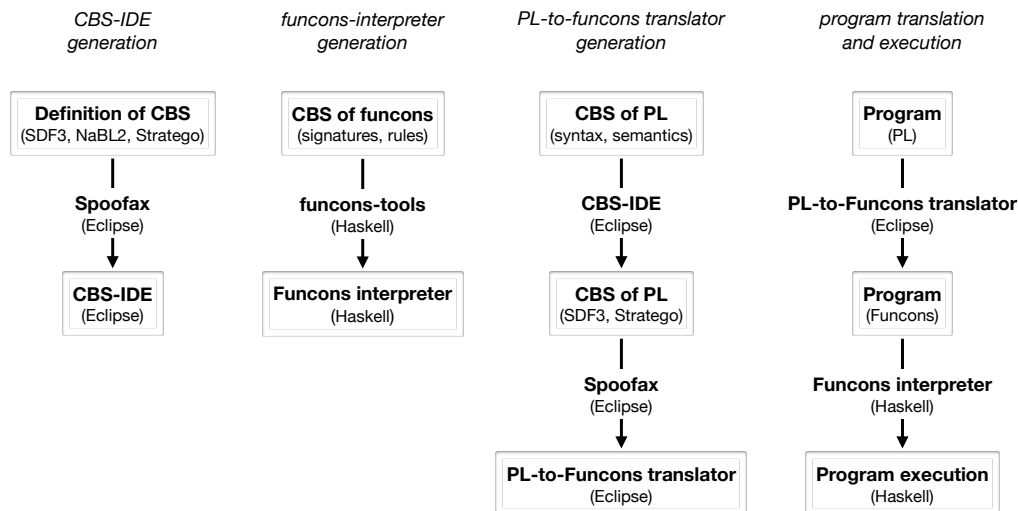 CBS-IDE
generation
Definition of CBS
(SDF3, NaBL2, Stratego)
Spoofax
(Eclipse)
CBS-IDE
(Eclipse)
funcons-interpreter
generation
CBS of funcons
(signatures, rules)
funcons-tools
(Haskell)
Funcons interpreter
(Haskell)
PL-to-funcons translator
generation
CBS of PL
(syntax, semantics)
CBS-IDE
(Eclipse)
CBS of PL
(SDF3, Stratego)
Spoofax
(Eclipse)
PL-to-Funcons translator
(Eclipse)
program translation
and execution
Program
(PL)
PL-to-Funcons translator
(Eclipse)
Program
(Funcons)
Funcons interpreter
(Haskell)
Program execution
(Haskell)